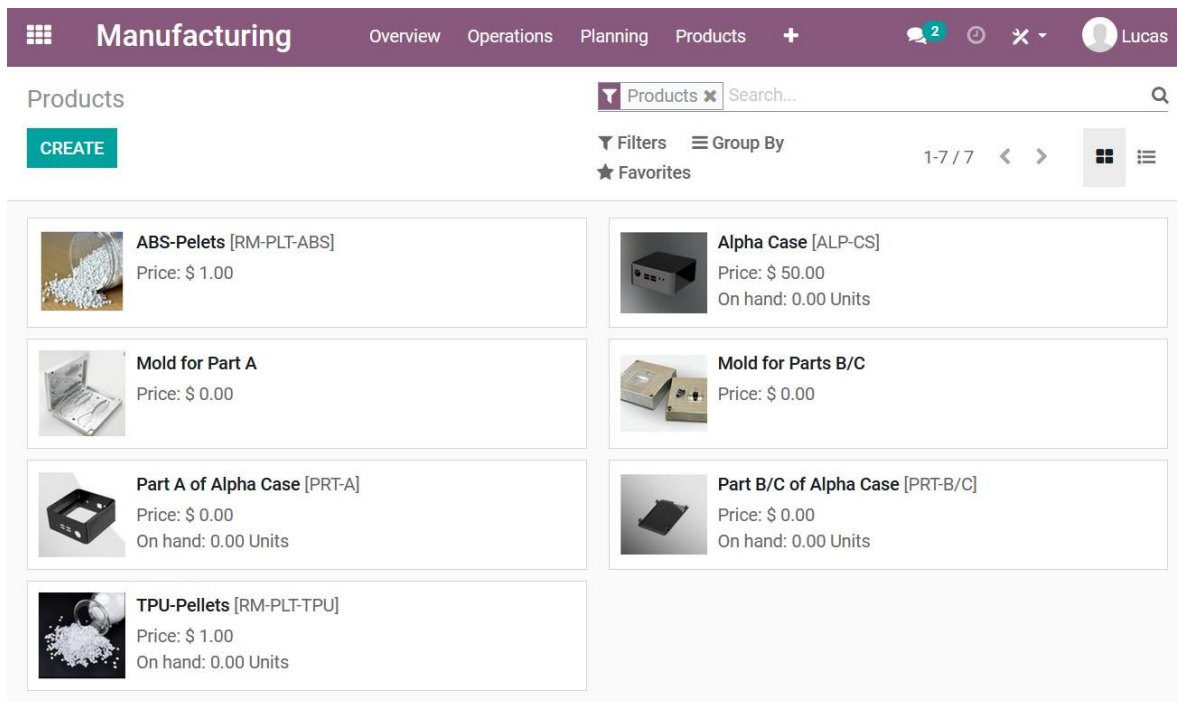 Manufacturing Overview Operations Planning Products + 2 Lucas
Products
Products ✖ Search...
CREATE
Filters Group By
Favorites
1-7 / 7
ABS-Pelets [RM-PLT-ABS]
Price: $ 1.00
Alpha Case [ALP-CS]
Price: $ 50.00
On hand: 0.00 Units
Mold for Part A
Price: $ 0.00
Mold for Parts B/C
Price: $ 0.00
Part A of Alpha Case [PRT-A]
Price: $ 0.00
On hand: 0.00 Units
Part B/C of Alpha Case [PRT-B/C]
Price: $ 0.00
On hand: 0.00 Units
TPU-Pellets [RM-PLT-TPU]
Price: $ 1.00
On hand: 0.00 Units